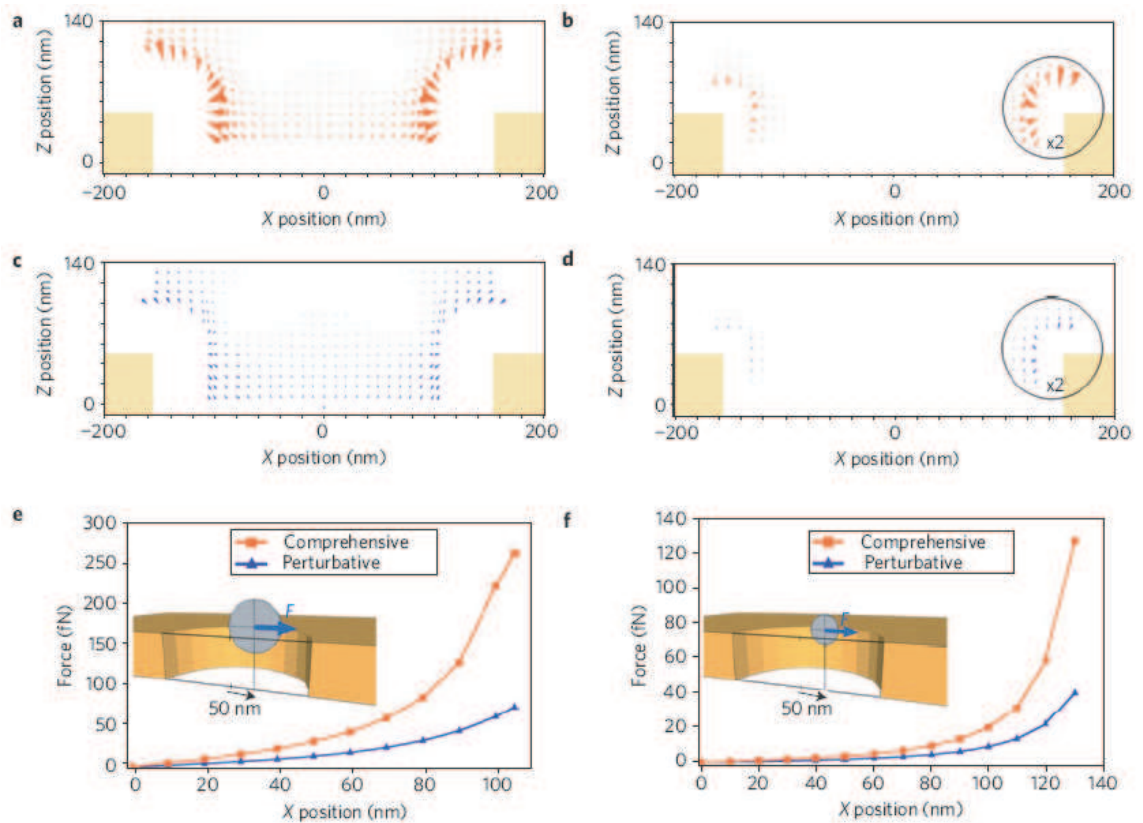 a
140
Z position (nm)
0
−200
0
200
X position (nm)
b
140
Z position (nm)
0
x2
−200
0
200
X position (nm)
c
140
Z position (nm)
0
−200
0
200
X position (nm)
d
140
Z position (nm)
0
x2
−200
0
200
X position (nm)
e
300
250
200
150
100
50
0
Force (fN)
Comprehensive
Perturbative
F
50 nm
0 20 40 60 80 100
X position (nm)
f
140
120
100
80
60
40
20
0
Force (fN)
Comprehensive
Perturbative
F
50 nm
0 20 40 60 80 100 120 140
X position (nm)